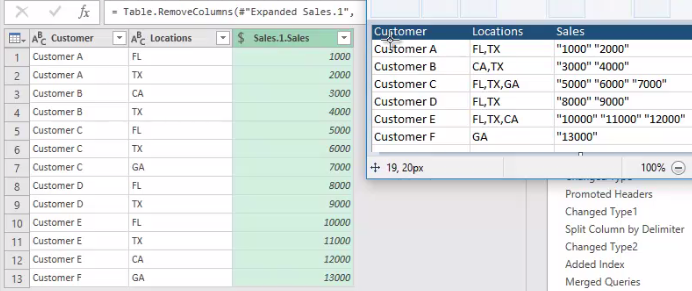 fx = Table.RemoveColumns(#"Expanded Sales.1",
ABC Customer ABC Locations $ Sales.1.Sales
1 Customer A FL 1000
2 Customer A TX 2000
3 Customer B CA 3000
4 Customer B TX 4000
5 Customer C FL 5000
6 Customer C TX 6000
7 Customer C GA 7000
8 Customer D FL 8000
9 Customer D TX 9000
10 Customer E FL 10000
11 Customer E TX 11000
12 Customer E CA 12000
13 Customer F GA 13000
Customer Locations Sales
Customer A FL,TX "1000" "2000"
Customer B CA,TX "3000" "4000"
Customer C FL,TX,GA "5000" "6000" "7000"
Customer D FL,TX "8000" "9000"
Customer E FL,TX,CA "10000" "11000" "12000"
Customer F GA "13000"
19, 20px 100%
Promoted Headers
Changed Type1
Split Column by Delimiter
Changed Type2
Added Index
Merged Queries